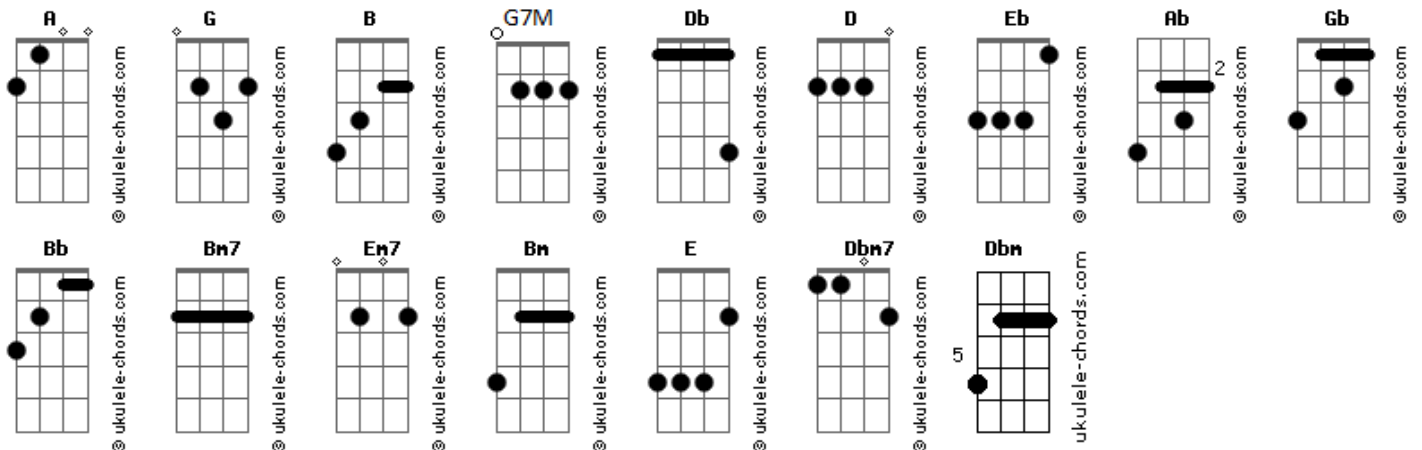 A G B G7M Db D Eb Ab Gb
2
© ukulele-chords.com © ukulele-chords.com © ukulele-chords.com © ukulele-chords.com © ukulele-chords.com © ukulele-chords.com © ukulele-chords.com © ukulele-chords.com © ukulele-chords.com
Bb Bm7 Em7 Bm E Dbm7 Dbm
5
© ukulele-chords.com © ukulele-chords.com © ukulele-chords.com © ukulele-chords.com © ukulele-chords.com © ukulele-chords.com ukulele-chords.com